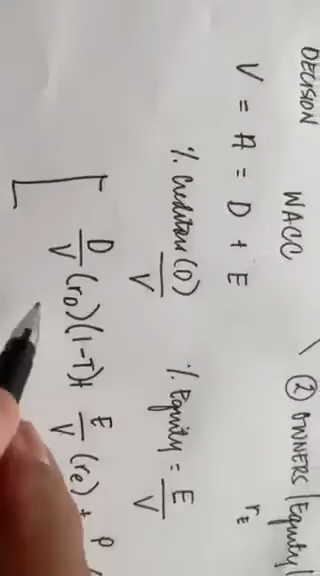 DECISION WACC
② OWNERS (Equity)
r_E
V = A = D + E
% Creditors (D)/V % Equity = E/V
[ D/V (r_D)(1-T) + E/V (r_e) + P